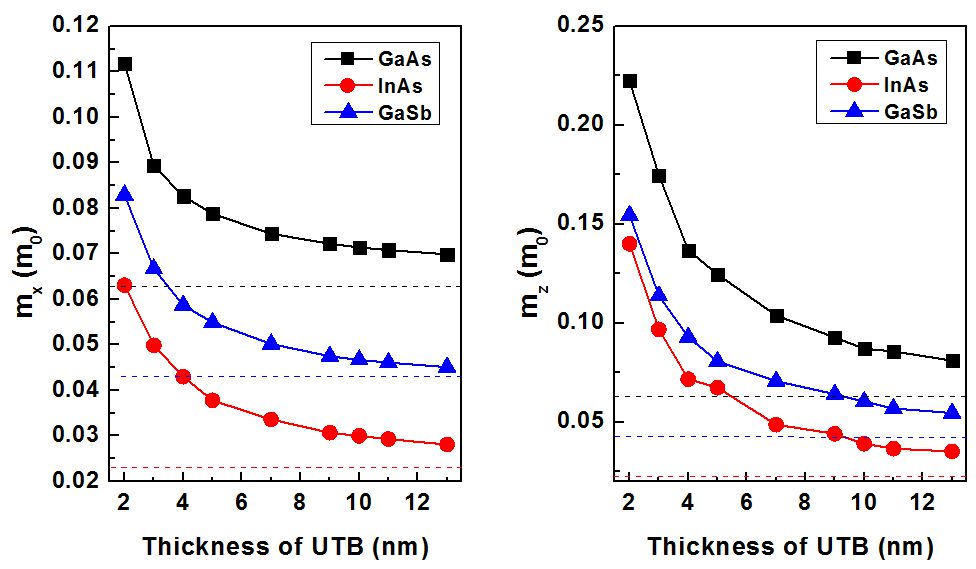 0.12
0.11
0.10
0.09
0.08
0.07
0.06
0.05
0.04
0.03
0.02
mx (m0)
GaAs
InAs
GaSb
2 4 6 8 10 12
Thickness of UTB (nm)
0.25
0.20
0.15
0.10
0.05
mz (m0)
GaAs
InAs
GaSb
2 4 6 8 10 12
Thickness of UTB (nm)